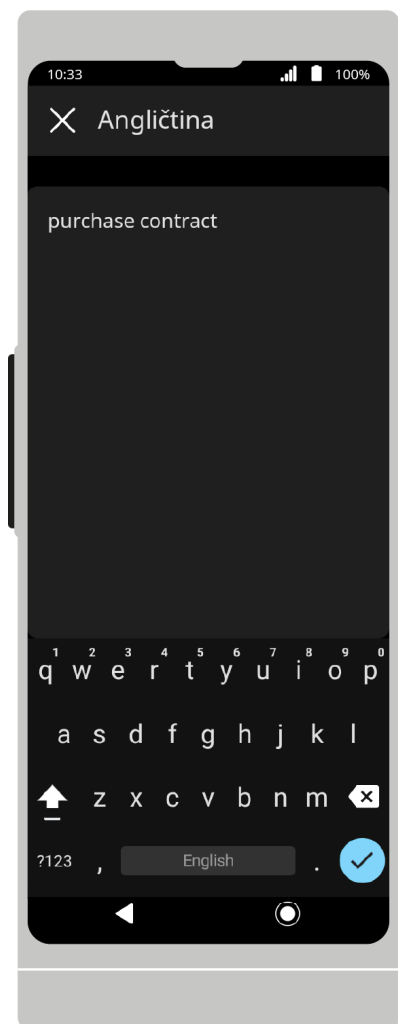 10:33 100%
Angličtina
purchase contract
1 2 3 4 5 6 7 8 9 0
q w e r t y u i o p
a s d f g h j k l
z x c v b n m
?123 , English .